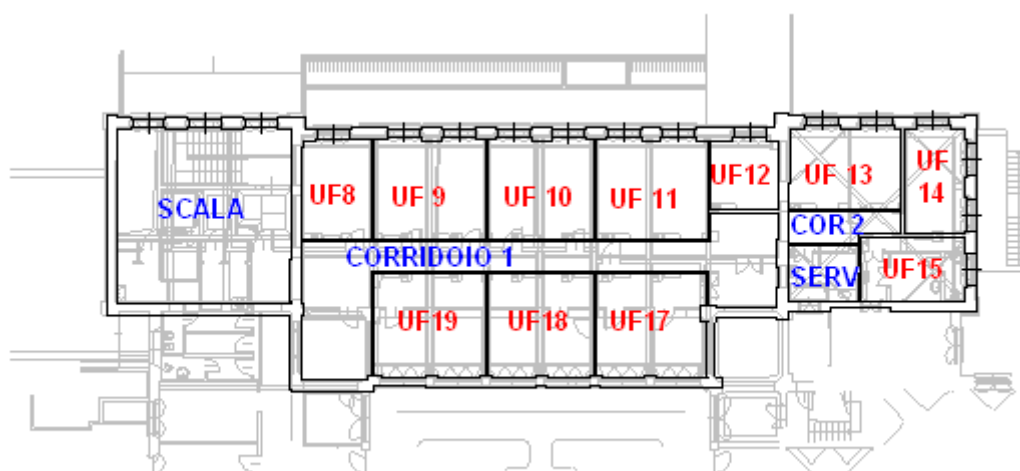 UF8
UF 9
UF 10
UF 11
UF12
UF 13
UF
14
SCALA
COR 2
CORRIDOIO 1
SERV
UF15
UF19
UF18
UF17